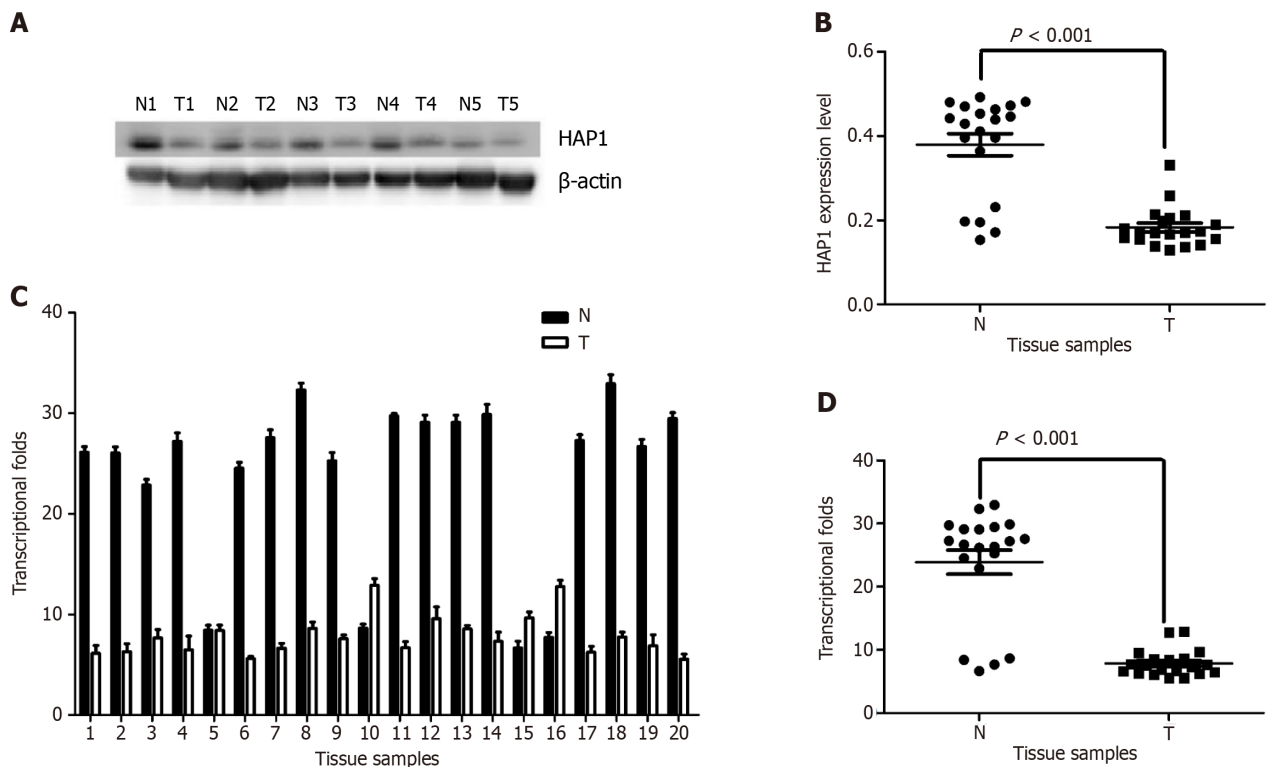 A
N1 T1 N2 T2 N3 T3 N4 T4 N5 T5
HAP1
β-actin
B
P < 0.001
HAP1 expression level
0.6
0.4
0.2
0.0
N T
Tissue samples
C
Transcriptional folds
40
30
20
10
0
N
T
1 2 3 4 5 6 7 8 9 10 11 12 13 14 15 16 17 18 19 20
Tissue samples
D
P < 0.001
Transcriptional folds
40
30
20
10
0
N T
Tissue samples